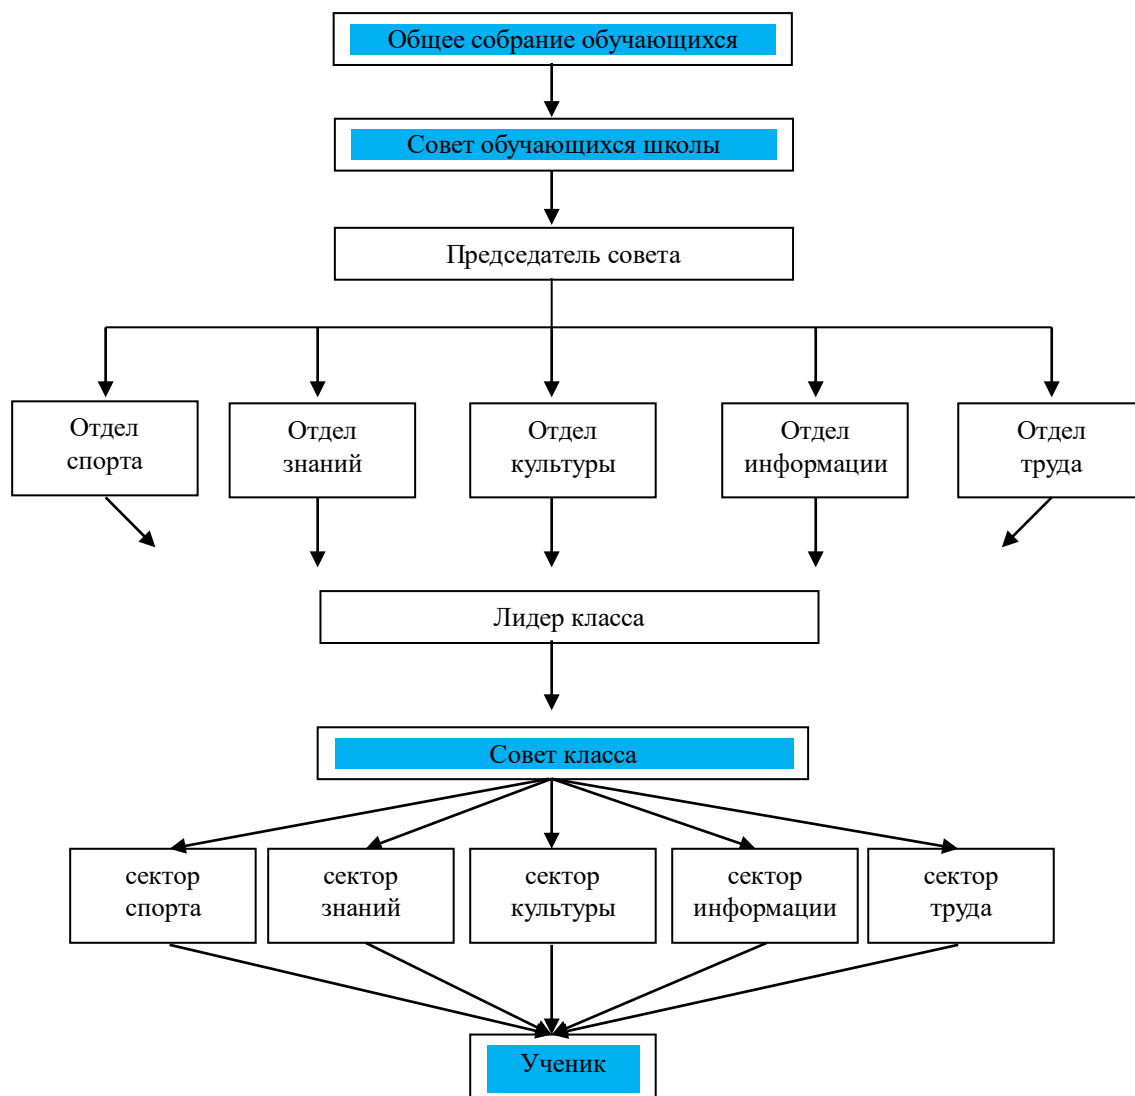 Общее собрание обучающихся
Совет обучающихся школы
Председатель совета
Отдел
спорта
Отдел
знаний
Отдел
культуры
Отдел
информации
Отдел
труда
Лидер класса
Совет класса
сектор
спорта
сектор
знаний
сектор
культуры
сектор
информации
сектор
труда
Ученик